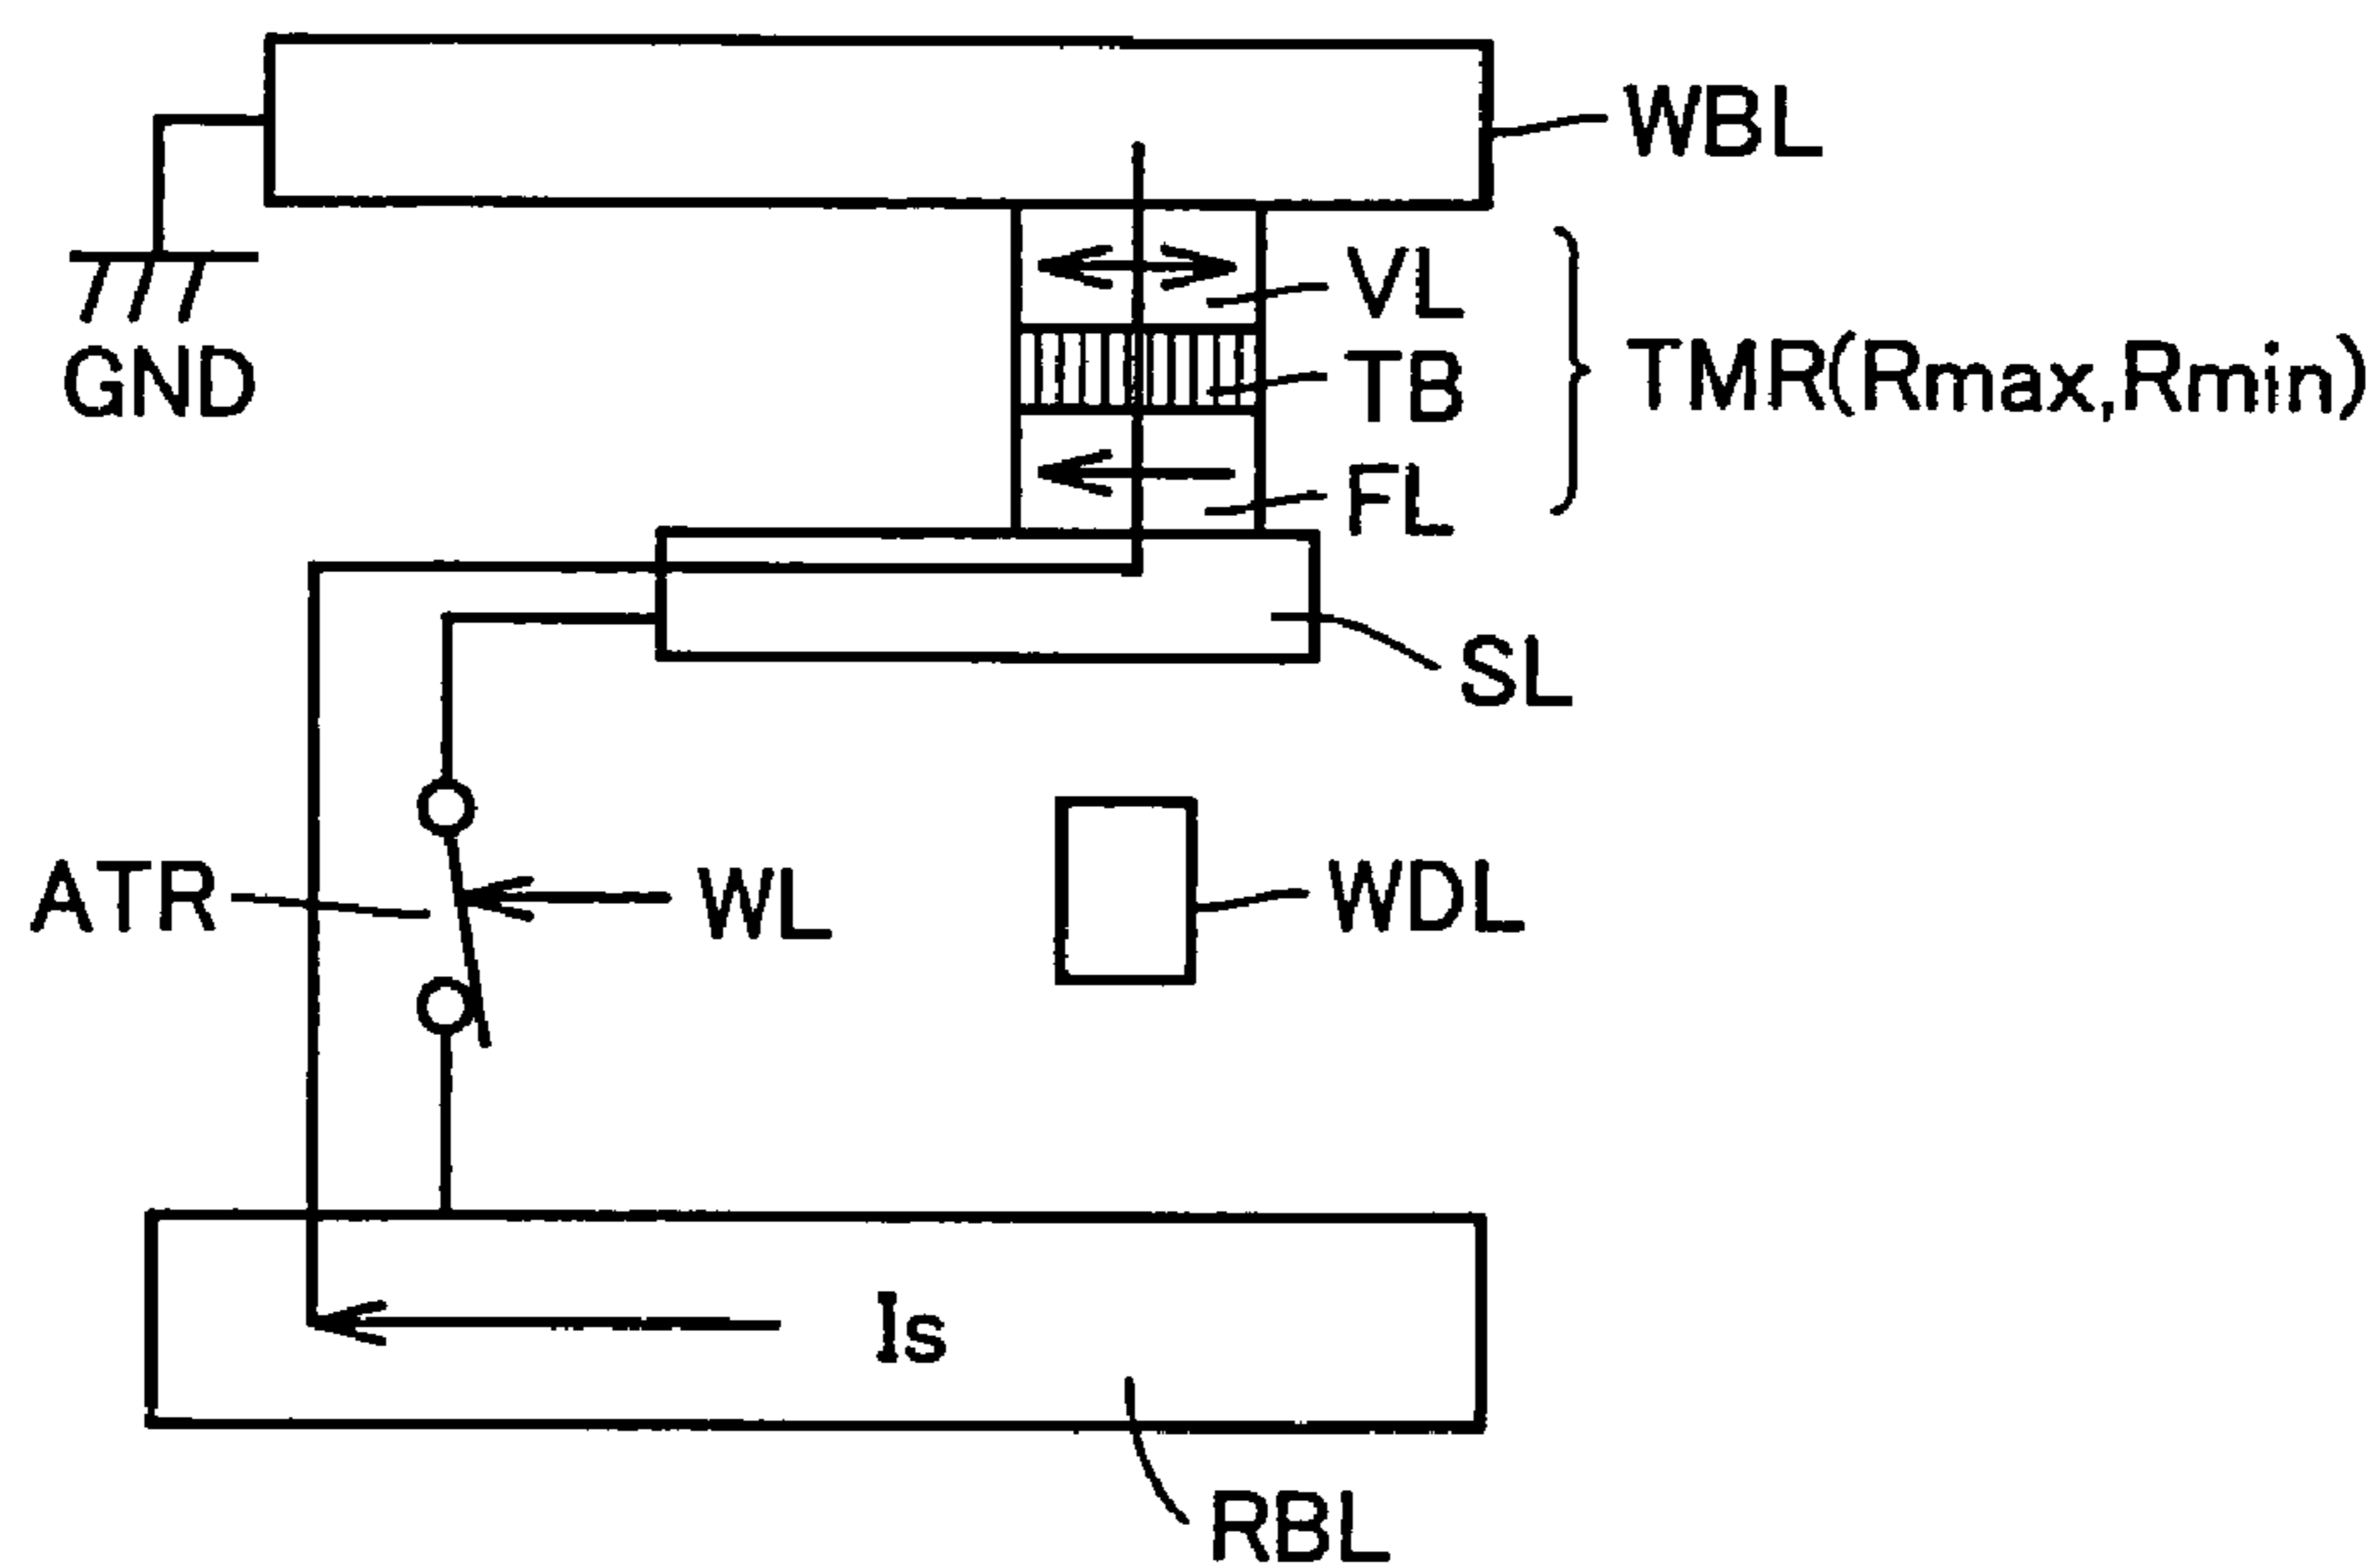 WBL
VL
GND
TB
TMR(Rmax,Rmin)
FL
SL
ATR
WL
WDL
Is
RBL